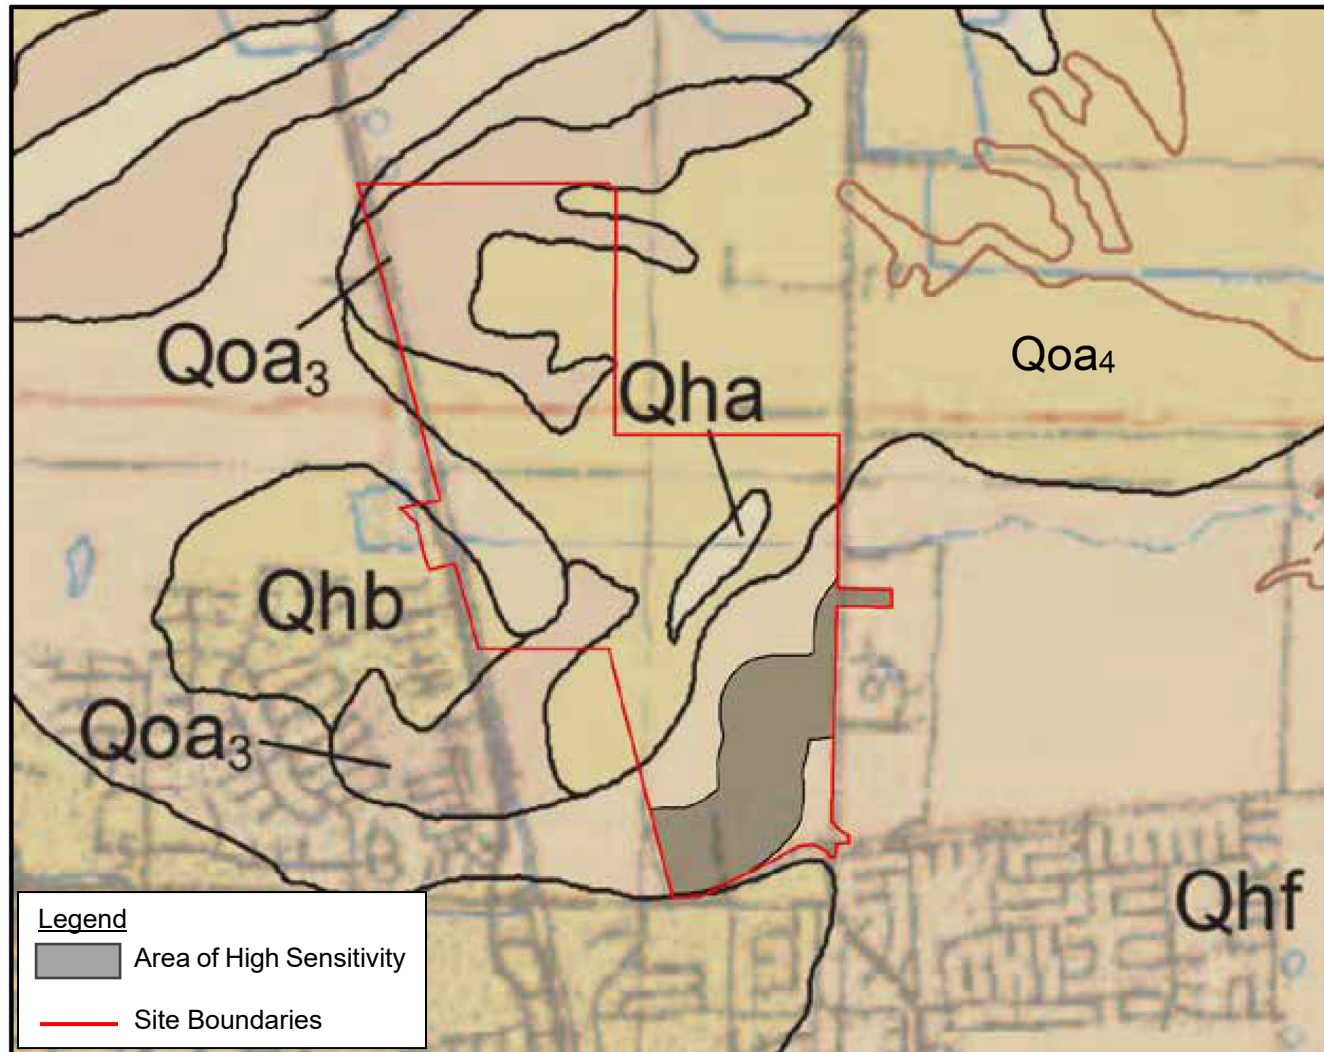 Qoa₃
Qha
Qoa₄
Qhb
Qoa₃
Qhf
Legend
Area of High Sensitivity
Site Boundaries